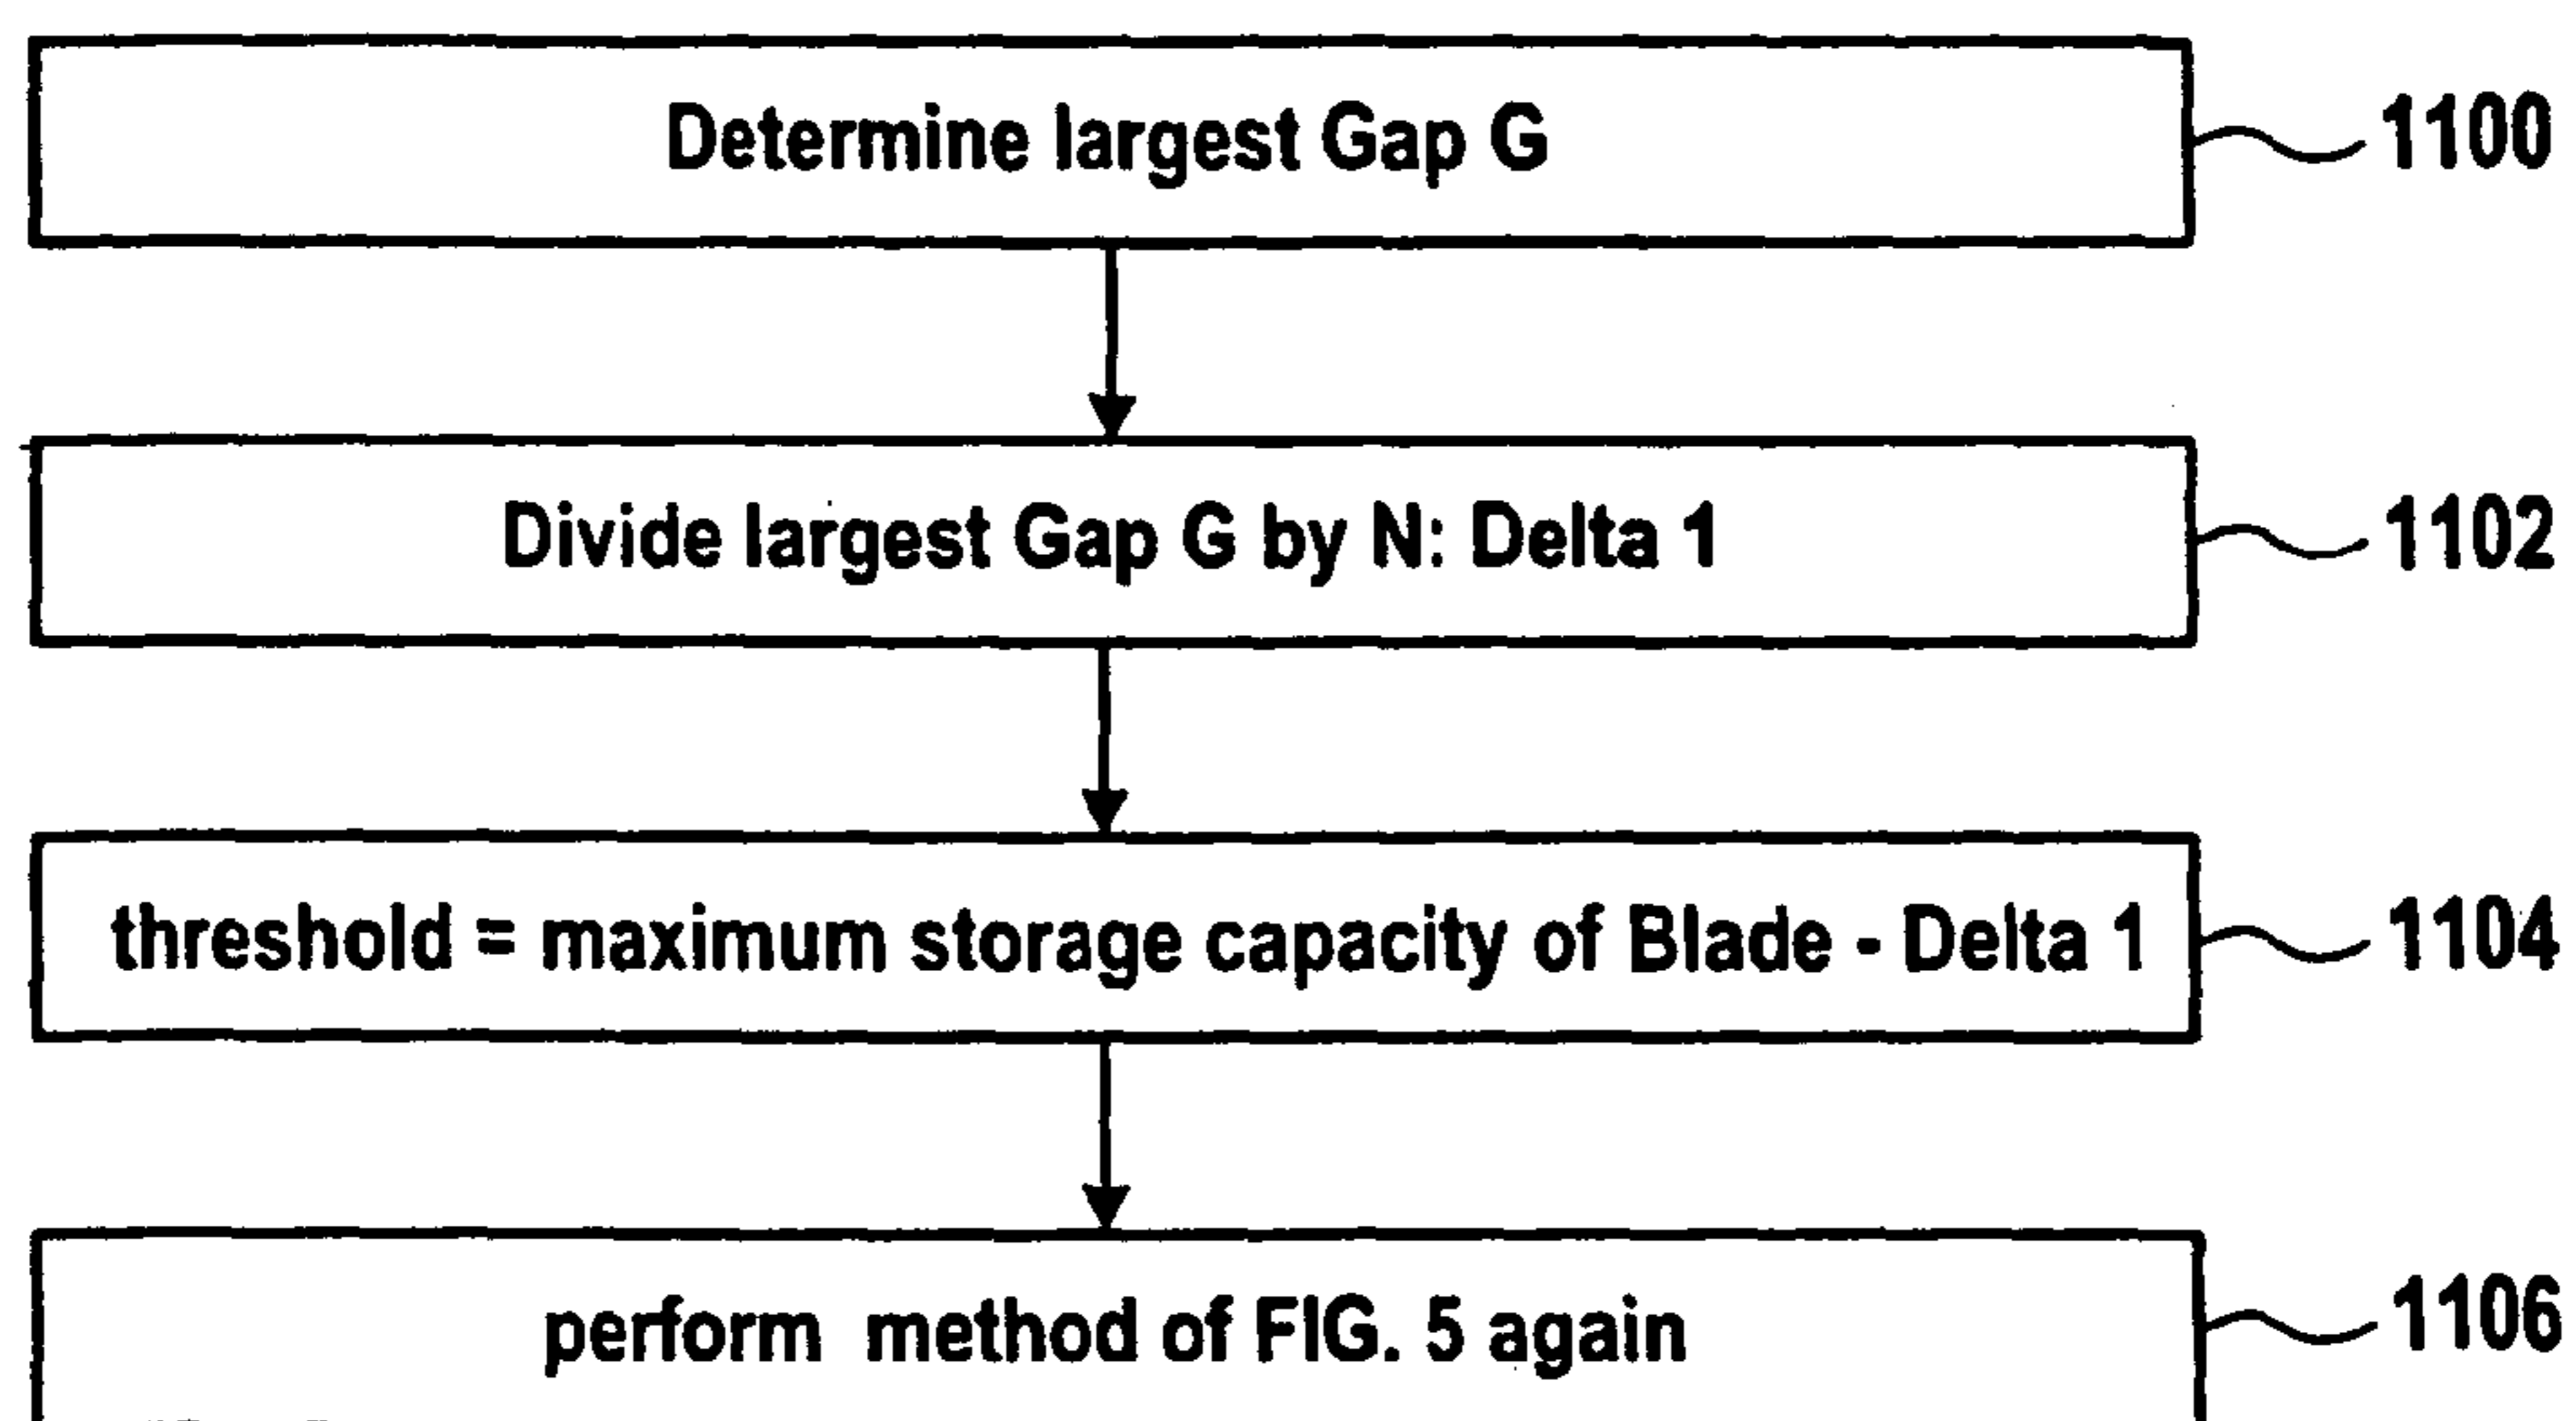 Determine largest Gap G
1100
Divide largest Gap G by N: Delta 1
1102
threshold = maximum storage capacity of Blade - Delta 1
1104
perform method of FIG. 5 again
1106